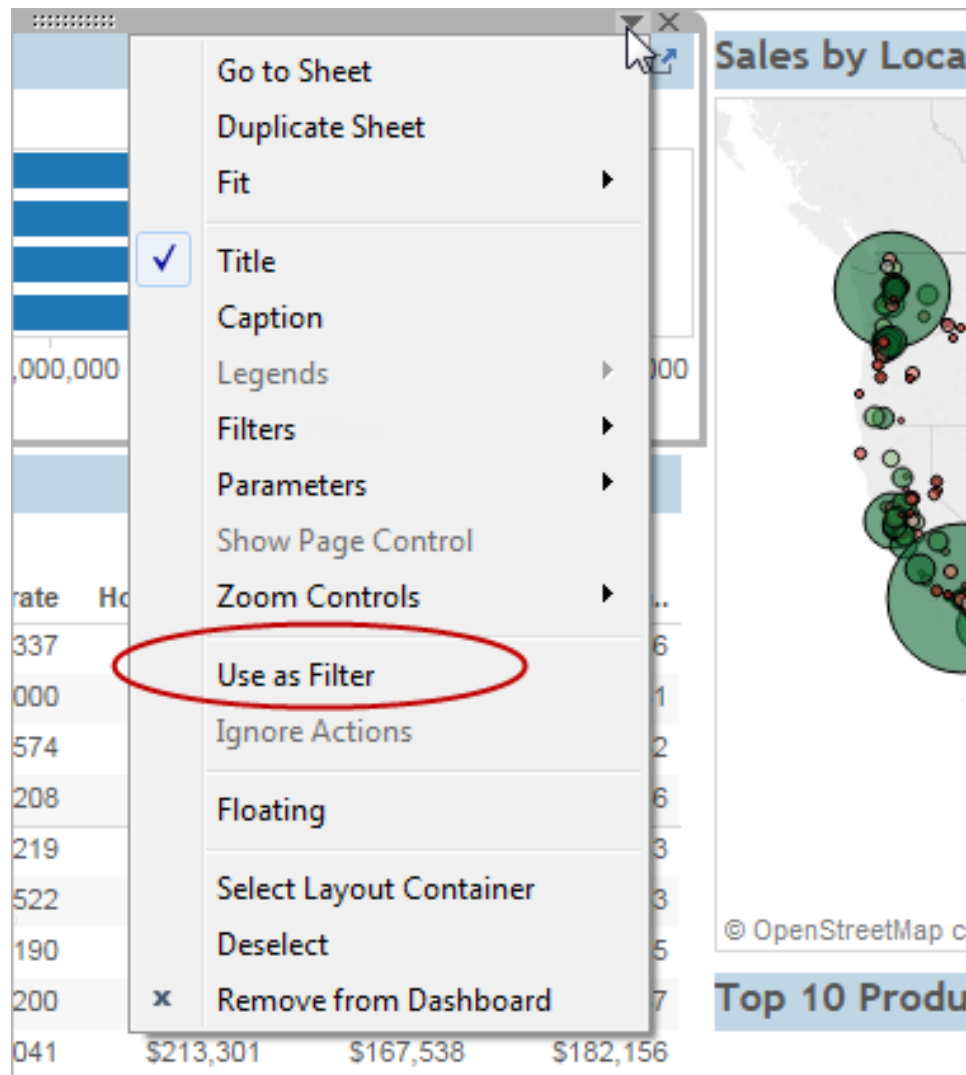 Sales by Loca
Go to Sheet
Duplicate Sheet
Fit
Title
Caption
,000,000
000
Legends
Filters
Parameters
Show Page Control
rate Ho
Zoom Controls
..
337
6
Use as Filter
000
1
Ignore Actions
574
2
208
6
Floating
219
3
522
3
Select Layout Container
© OpenStreetMap c
190
5
Deselect
200
7
Remove from Dashboard
Top 10 Produ
041 $213,301 $167,538 $182,156